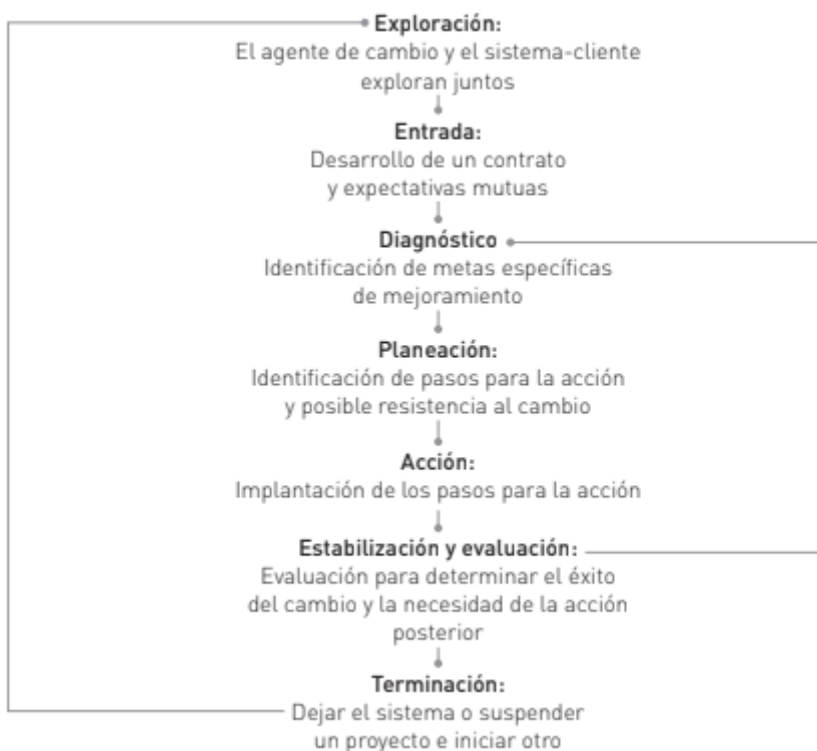 Exploración:
El agente de cambio y el sistema-cliente
exploran juntos
Entrada:
Desarrollo de un contrato
y expectativas mutuas
Diagnóstico
Identificación de metas específicas
de mejoramiento
Planeación:
Identificación de pasos para la acción
y posible resistencia al cambio
Acción:
Implantación de los pasos para la acción
Estabilización y evaluación:
Evaluación para determinar el éxito
del cambio y la necesidad de la acción
posterior
Terminación:
Dejar el sistema o suspender
un proyecto e iniciar otro